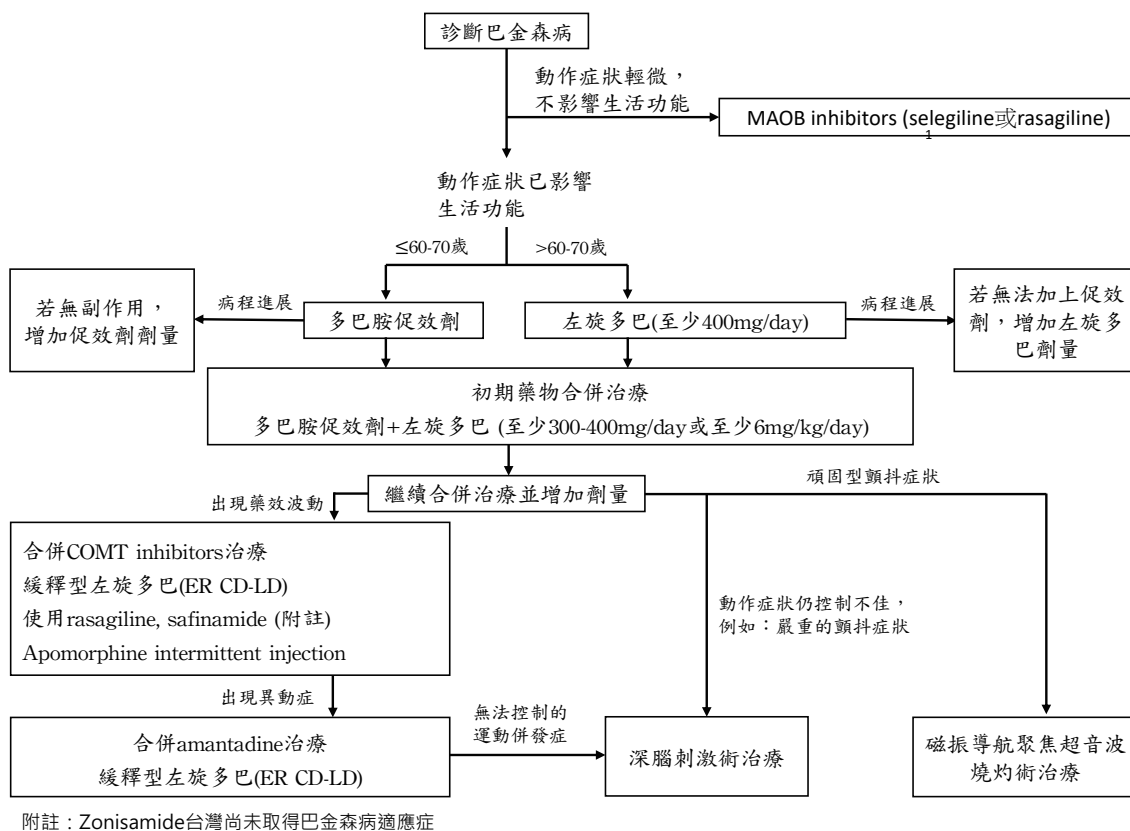 診斷巴金森病
動作症狀輕微，
不影響生活功能
MAOB inhibitors (selegiline或rasagiline)
1
動作症狀已影響
生活功能
≤60-70歲
>60-70歲
若無副作用，
增加促效劑劑量
病程進展
多巴胺促效劑
左旋多巴(至少400mg/day)
病程進展
若無法加上促效
劑，增加左旋多
巴劑量
初期藥物合併治療
多巴胺促效劑+左旋多巴 (至少300-400mg/day或至少6mg/kg/day)
繼續合併治療並增加劑量
出現藥效波動
頑固型顫抖症狀
合併COMT inhibitors治療
緩釋型左旋多巴(ER CD-LD)
使用rasagiline, safinamide (附註)
Apomorphine intermittent injection
動作症狀仍控制不佳，
例如：嚴重的顫抖症狀
出現異動症
合併amantadine治療
緩釋型左旋多巴(ER CD-LD)
無法控制的
運動併發症
深腦刺激術治療
磁振導航聚焦超音波
燒灼術治療
附註：Zonisamide台灣尚未取得巴金森病適應症